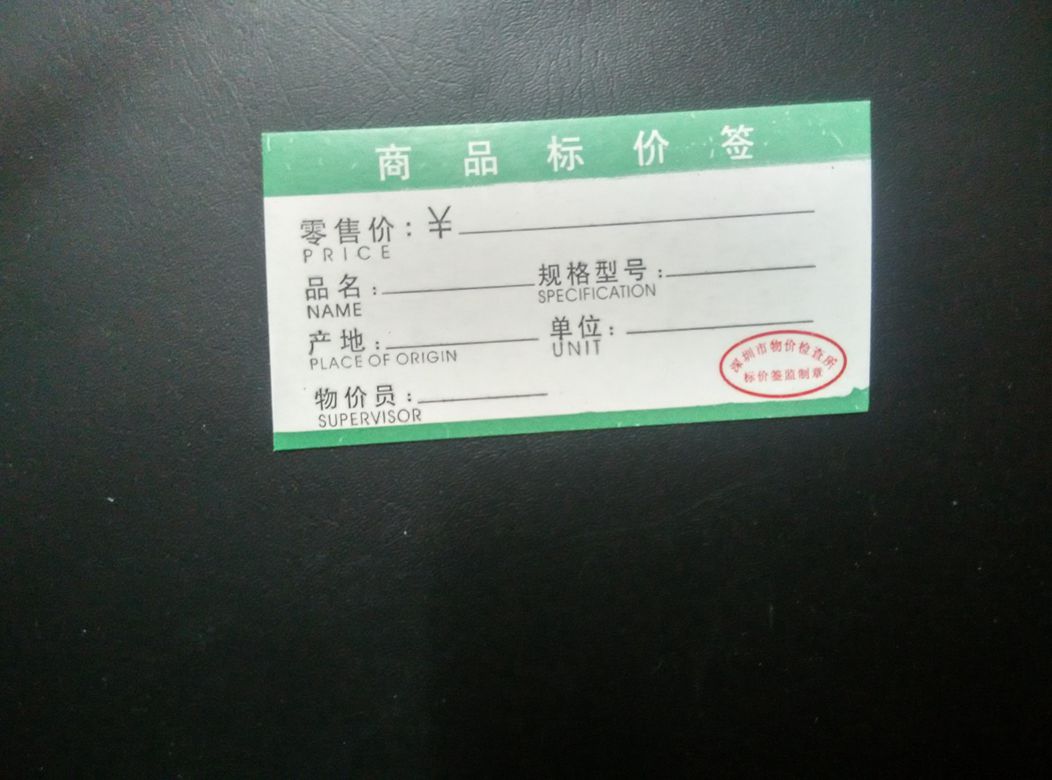 商品标价签
零售价：¥
PRICE
品名：
NAME
规格型号：
SPECIFICATION
产地：
PLACE OF ORIGIN
单位：
UNIT
物价员：
SUPERVISOR
深圳市物价检查所
标价签监制章